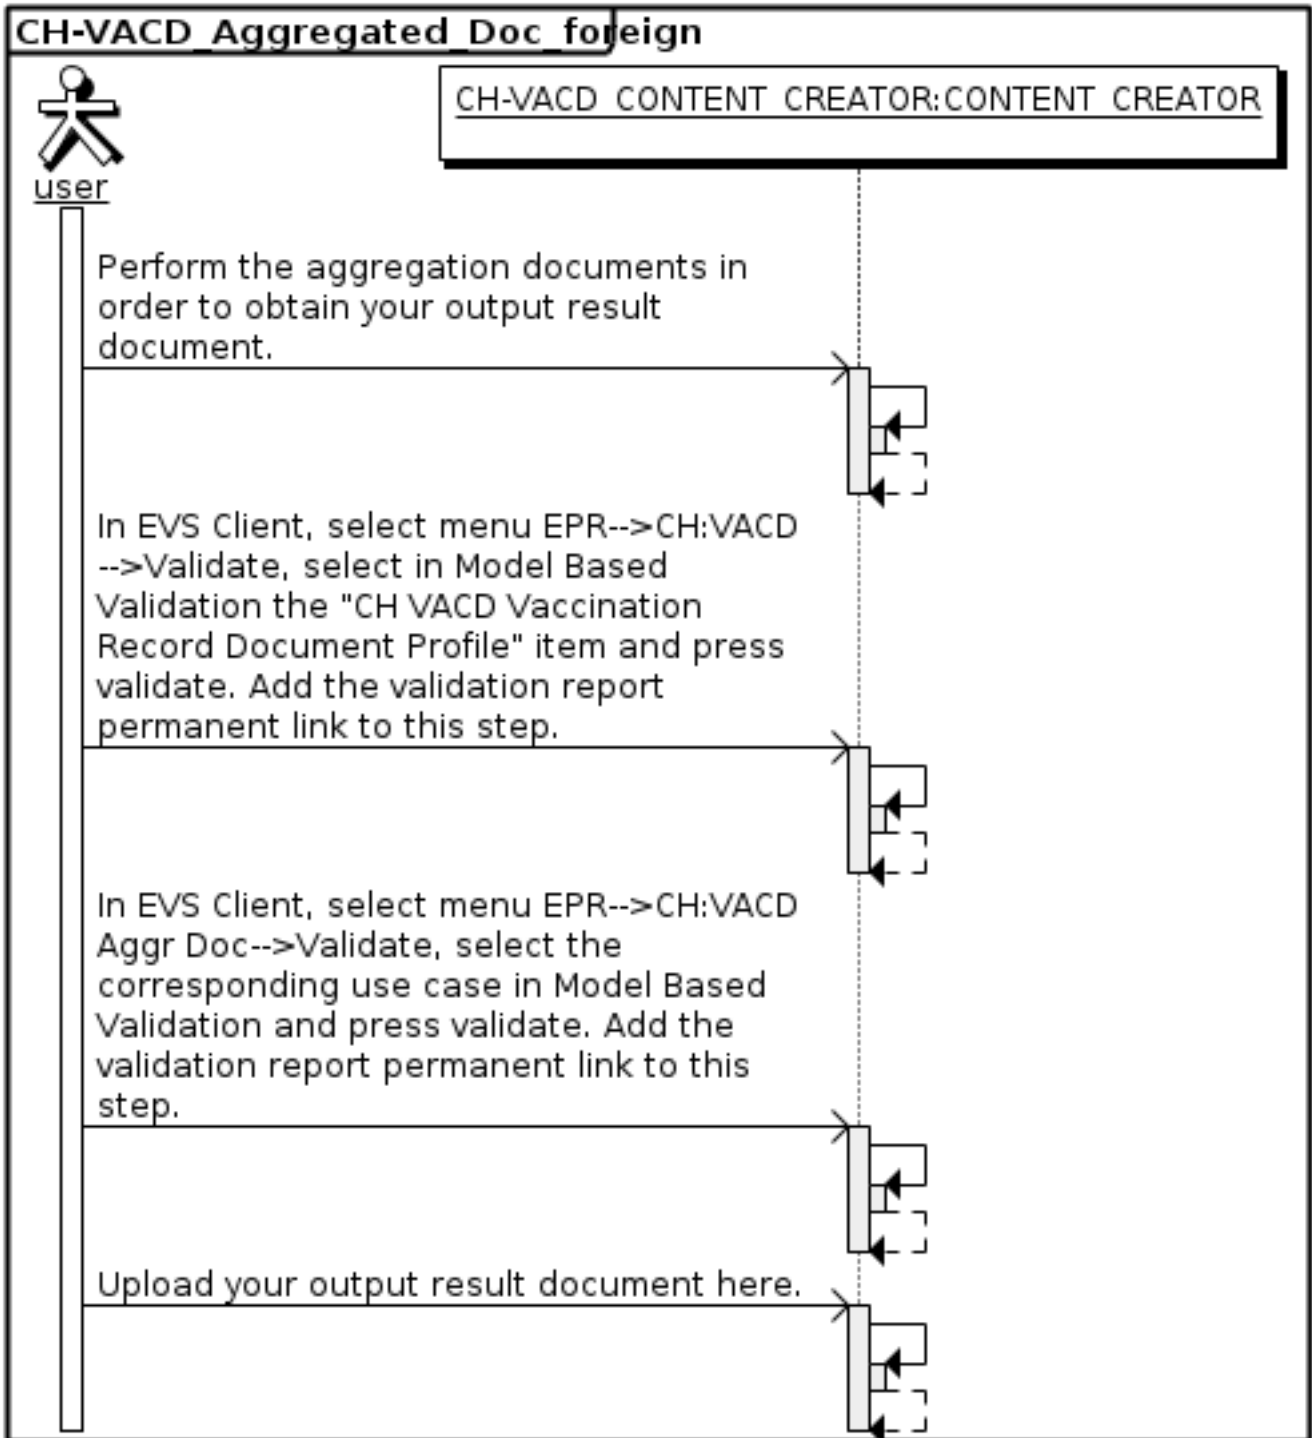 CH-VACD_Aggregated_Doc_foreign
CH-VACD_CONTENT_CREATOR:CONTENT_CREATOR
user
Perform the aggregation documents in
order to obtain your output result
document.
In EVS Client, select menu EPR-->CH:VACD
-->Validate, select in Model Based
Validation the "CH VACD Vaccination
Record Document Profile" item and press
validate. Add the validation report
permanent link to this step.
In EVS Client, select menu EPR-->CH:VACD
Aggr Doc-->Validate, select the
corresponding use case in Model Based
Validation and press validate. Add the
validation report permanent link to this
step.
Upload your output result document here.